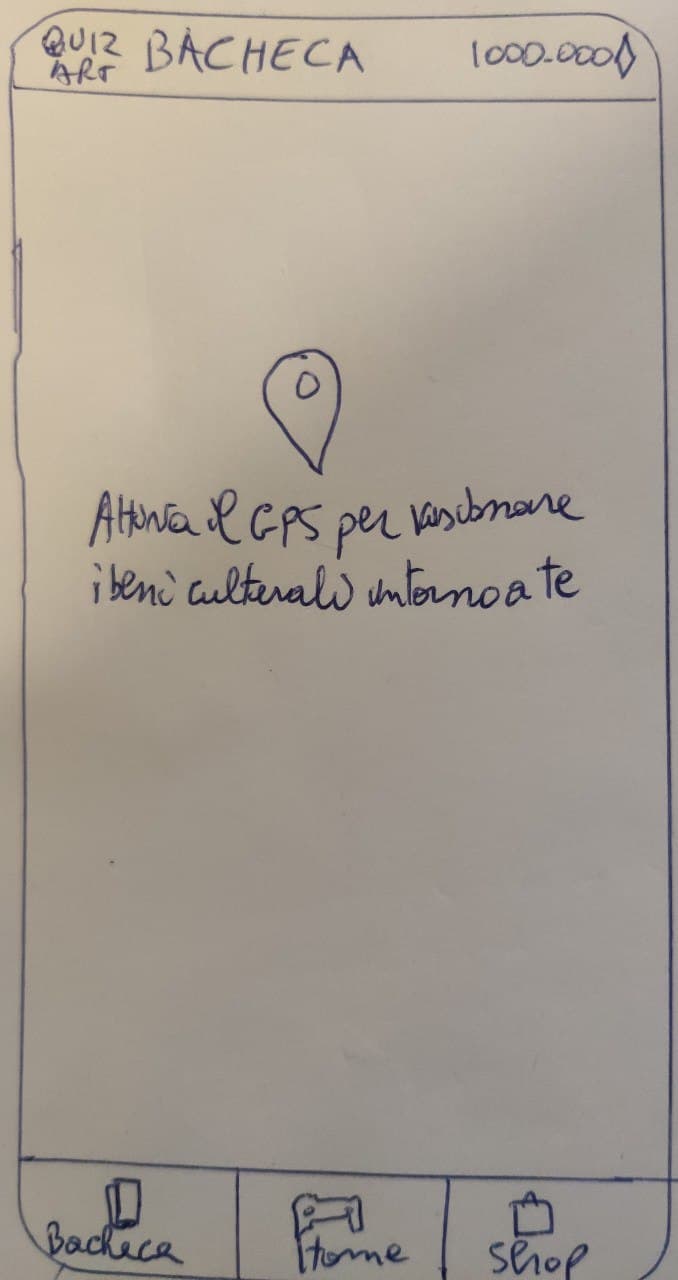 QUIZ ART BACHECA 1000.000
Attiva il GPS per visionare
i beni culturali intorno a te
Bacheca Home Shop